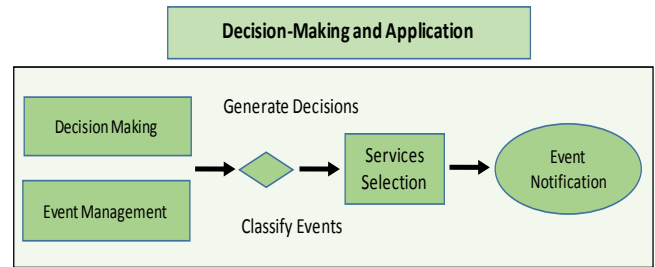 Decision-Making and Application
Decision Making
Event Management
Generate Decisions
Classify Events
Services
Selection
Event
Notification